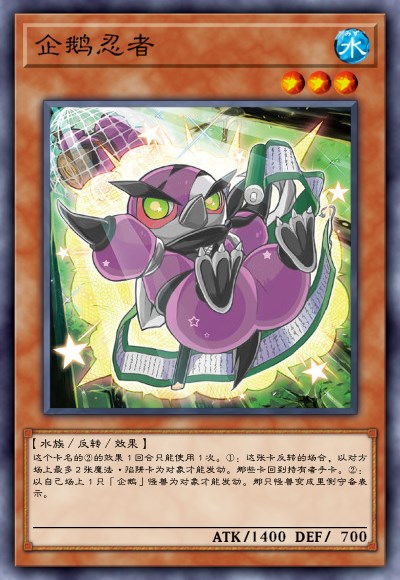 企鹅忍者
水
【水族／反转／效果】
这个卡名的②的效果1回合只能使用1次。①：这张卡反转的场合，以对方
场上最多2张魔法·陷阱卡为对象才能发动。那些卡回到持有者手卡。②：
以自己场上1只「企鹅」怪兽为对象才能发动。那只怪兽变成里侧守备表
示。
ATK/1400 DEF/ 700